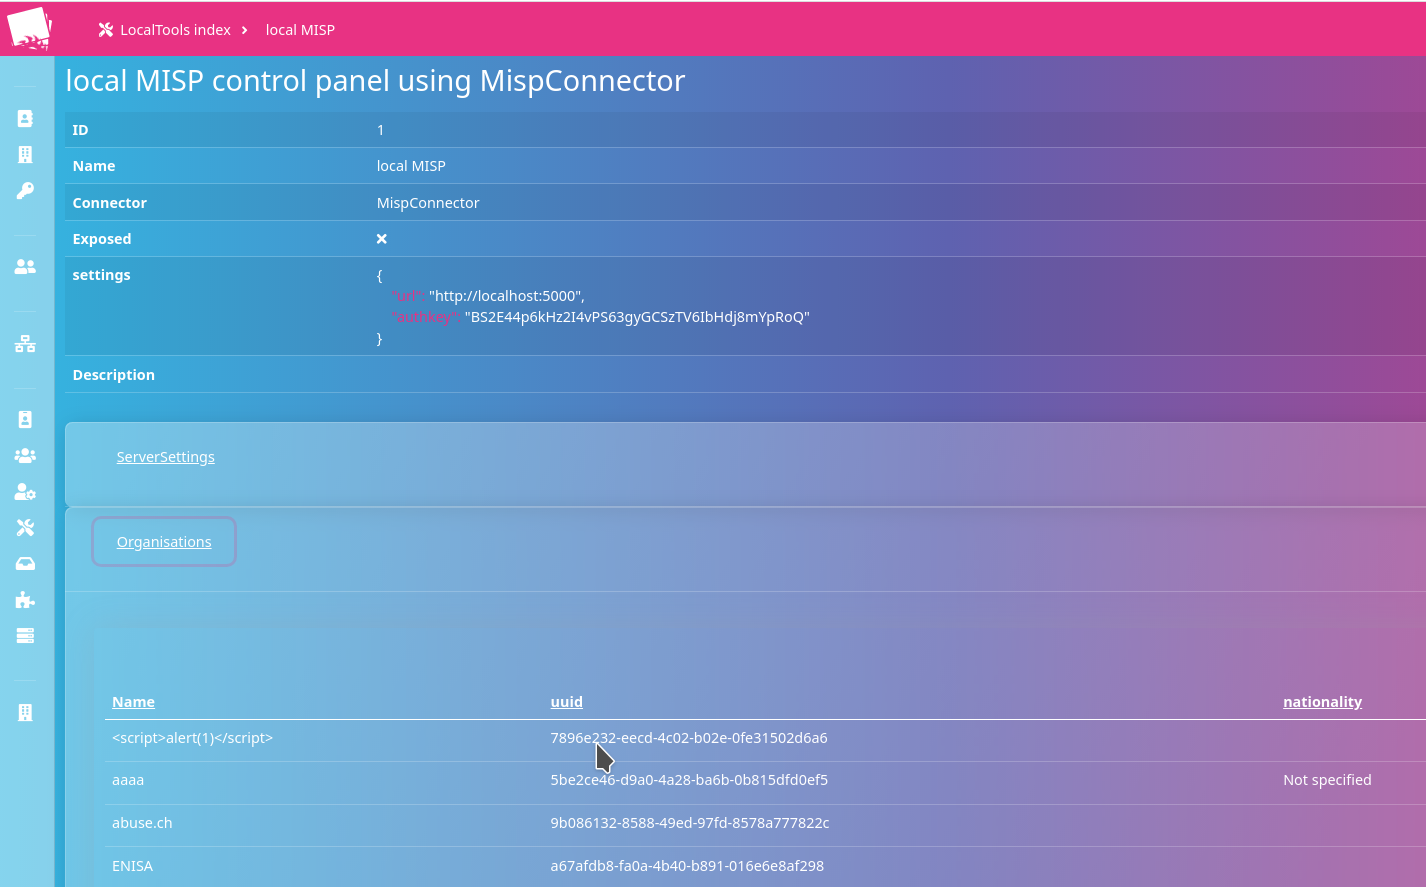 LocalTools index > local MISP
local MISP control panel using MispConnector
ID 1
Name local MISP
Connector MispConnector
Exposed
settings {
"url": "http://localhost:5000",
"authkey": "BS2E44p6kHz2I4vPS63gyGCSzTV6IbHdj8mYpRoQ"
}
Description
ServerSettings
Organisations
Name uuid nationality
<script>alert(1)</script> 7896e232-eecd-4c02-b02e-0fe31502d6a6
aaaa 5be2ce46-d9a0-4a28-ba6b-0b815dfd0ef5 Not specified
abuse.ch 9b086132-8588-49ed-97fd-8578a777822c
ENISA a67afdb8-fa0a-4b40-b891-016e6e8af298